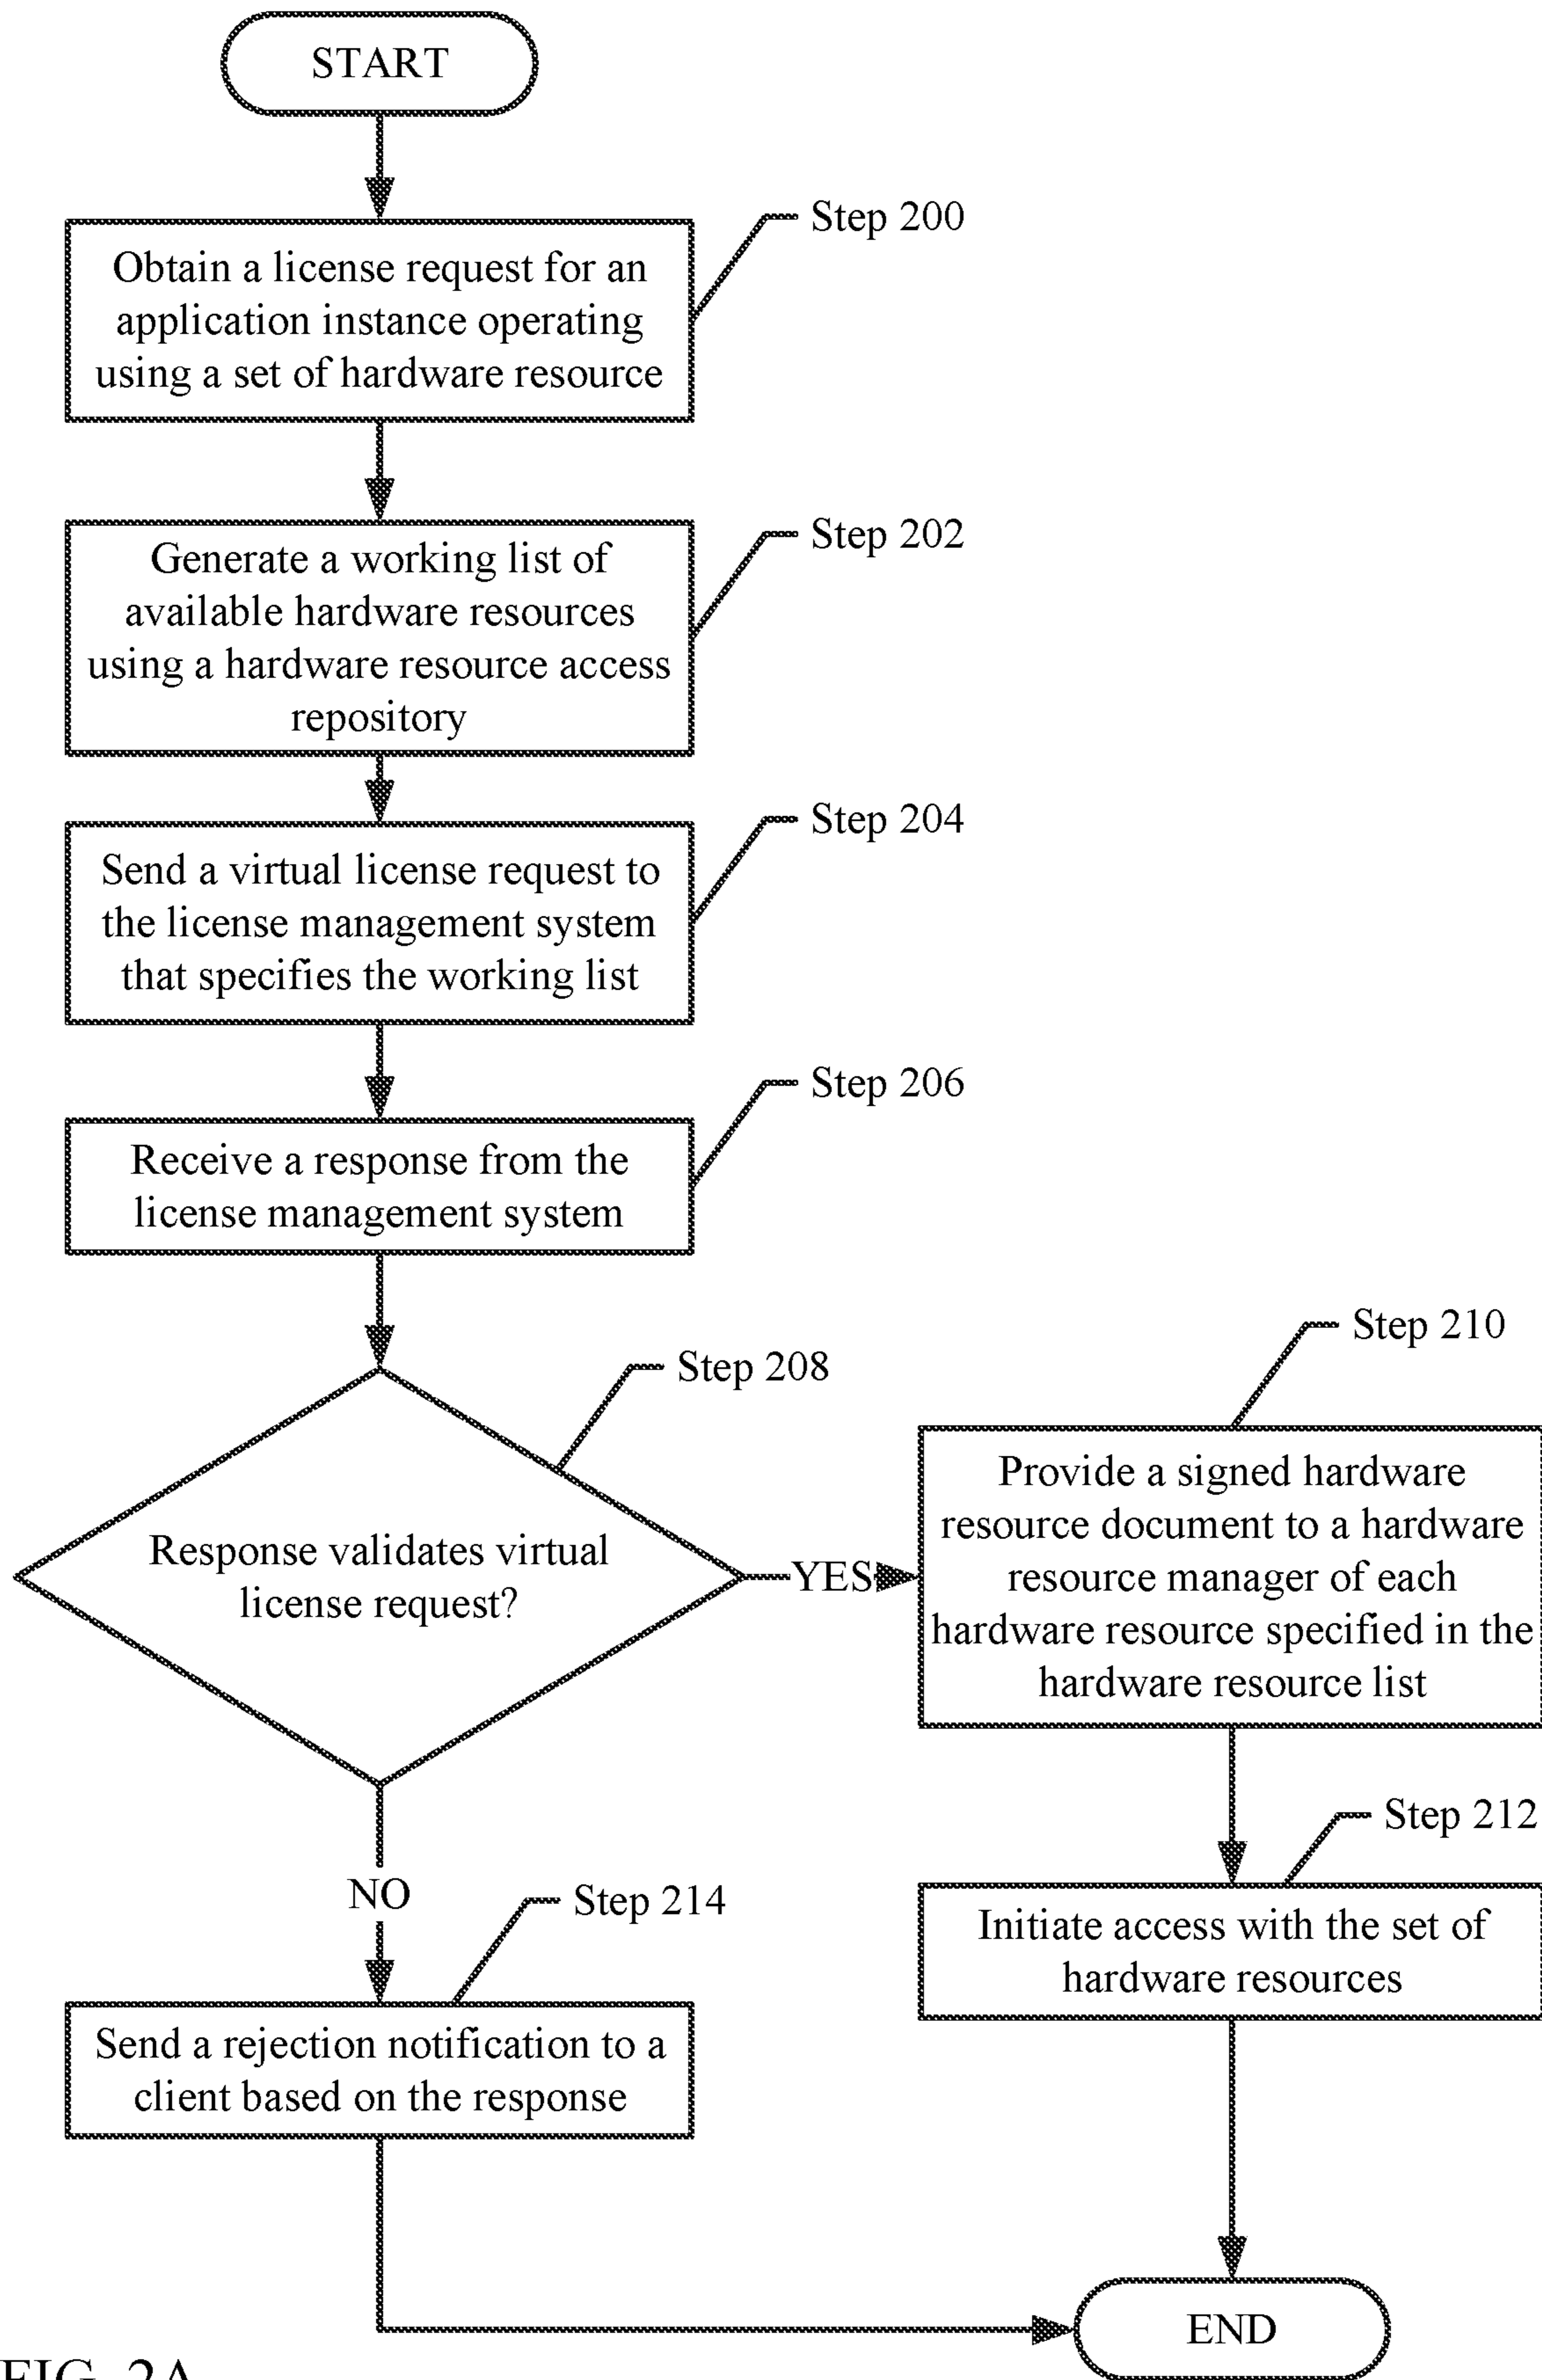 START
Step 200
Obtain a license request for an
application instance operating
using a set of hardware resource
Step 202
Generate a working list of
available hardware resources
using a hardware resource access
repository
Step 204
Send a virtual license request to
the license management system
that specifies the working list
Step 206
Receive a response from the
license management system
Step 208
Response validates virtual
license request?
YES
Step 210
Provide a signed hardware
resource document to a hardware
resource manager of each
hardware resource specified in the
hardware resource list
Step 212
Initiate access with the set of
hardware resources
NO
Step 214
Send a rejection notification to a
client based on the response
END
FIG. 2A